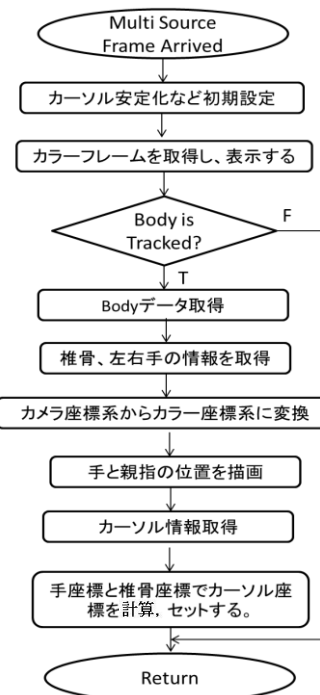 Multi Source
Frame Arrived
カーソル安定化など初期設定
カラーフレームを取得し、表示する
Body is
Tracked?
F
T
Bodyデータ取得
椎骨、左右手の情報を取得
カメラ座標系からカラー座標系に変換
手と親指の位置を描画
カーソル情報取得
手座標と椎骨座標でカーソル座
標を計算，セットする。
Return